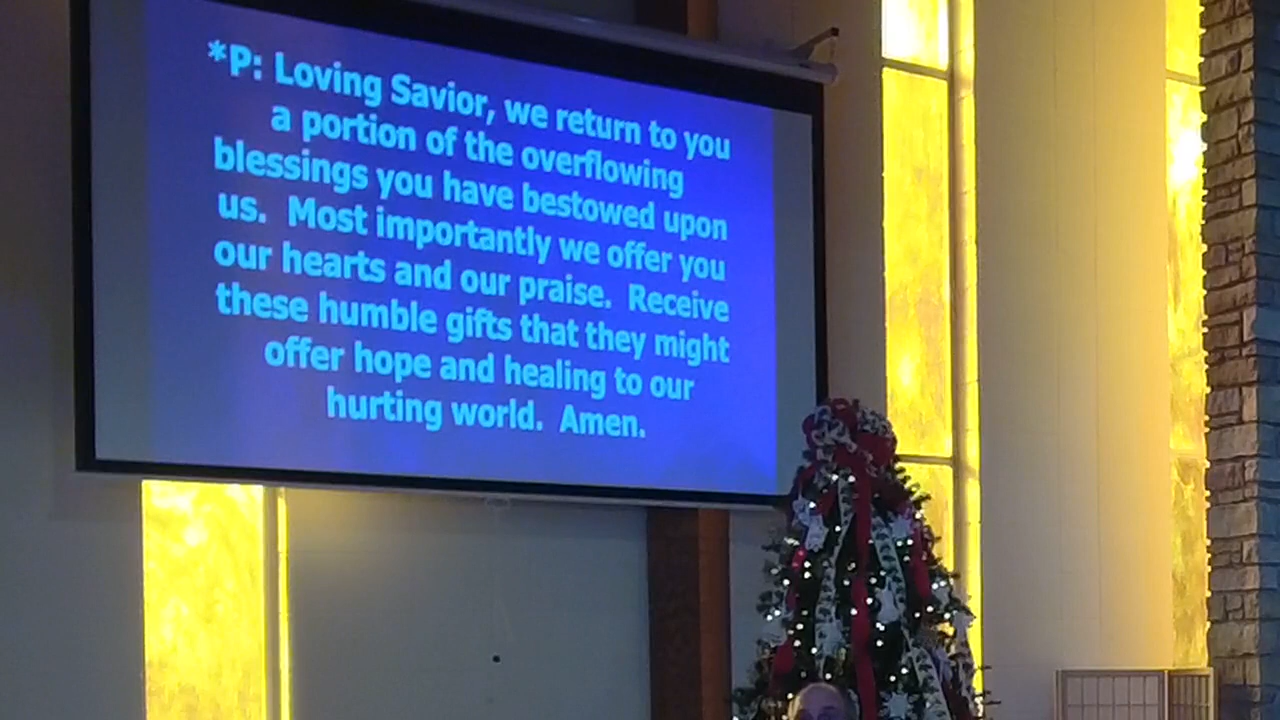 *P: Loving Savior, we return to you
a portion of the overflowing
blessings you have bestowed upon
us.  Most importantly we offer you
our hearts and our praise.  Receive
these humble gifts that they might
offer hope and healing to our
hurting world.  Amen.